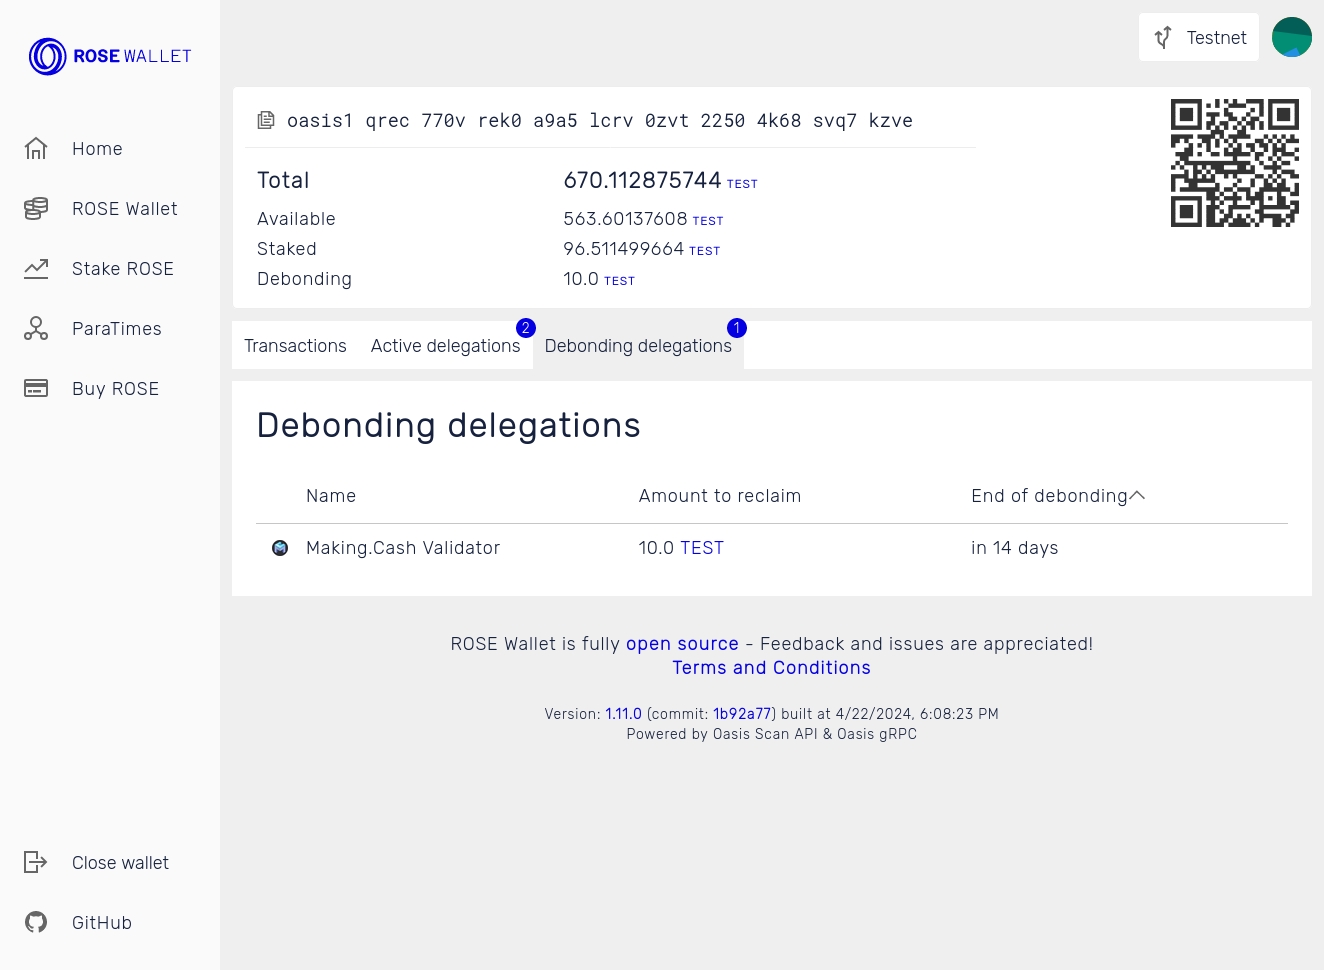 ROSE WALLET
Testnet
Home
ROSE Wallet
Stake ROSE
ParaTimes
Buy ROSE
Close wallet
GitHub
oasis1 qrec 770v rek0 a9a5 lcrv 0zvt 2250 4k68 svq7 kzve
Total 670.112875744 TEST
Available 563.60137608 TEST
Staked 96.511499664 TEST
Debonding 10.0 TEST
Transactions Active delegations 2 Debonding delegations 1
Debonding delegations
Name Amount to reclaim End of debonding
Making.Cash Validator 10.0 TEST in 14 days
ROSE Wallet is fully open source - Feedback and issues are appreciated!
Terms and Conditions
Version: 1.11.0 (commit: 1b92a77) built at 4/22/2024, 6:08:23 PM
Powered by Oasis Scan API & Oasis gRPC